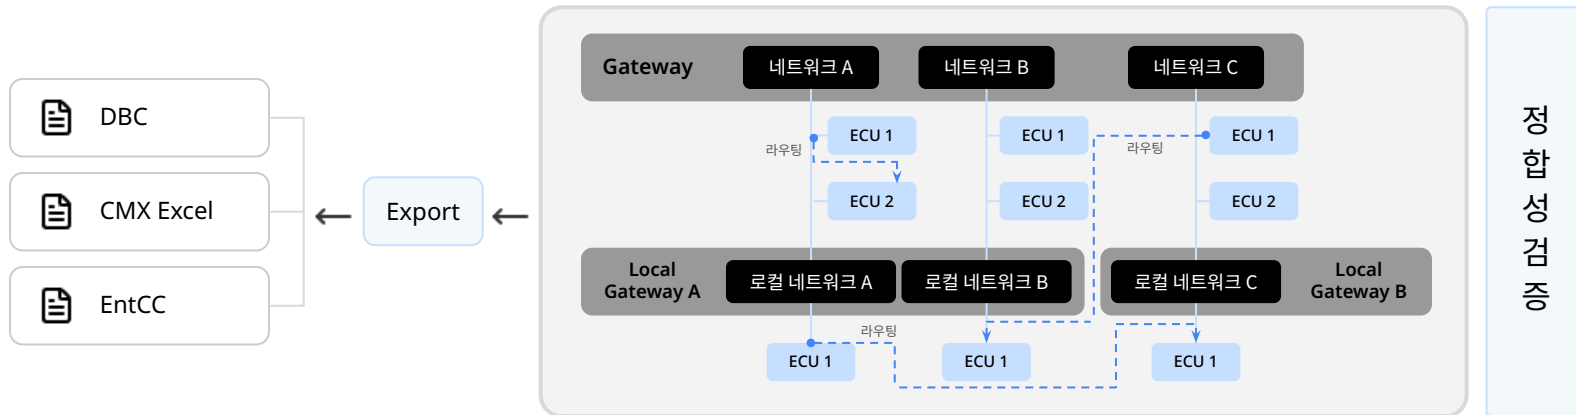 DBC
CMX Excel
EntCC
Export
Gateway
네트워크 A
네트워크 B
네트워크 C
ECU 1
ECU 1
ECU 1
라우팅
라우팅
ECU 2
ECU 2
ECU 2
Local
Gateway A
로컬 네트워크 A
로컬 네트워크 B
로컬 네트워크 C
Local
Gateway B
라우팅
ECU 1
ECU 1
ECU 1
정
합
성
검
증